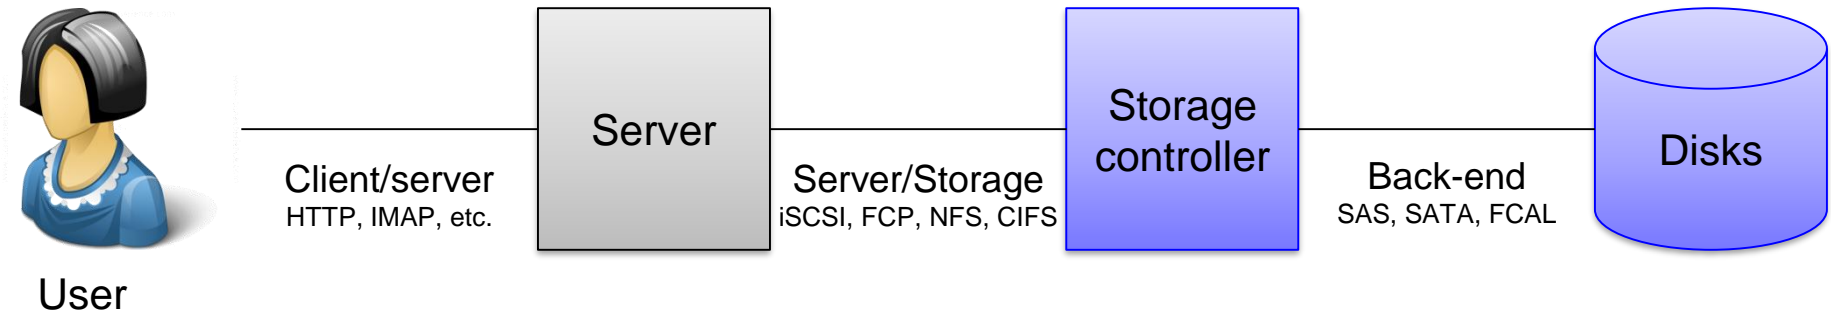 User
Client/server
HTTP, IMAP, etc.
Server
Server/Storage
iSCSI, FCP, NFS, CIFS
Storage
controller
Back-end
SAS, SATA, FCAL
Disks